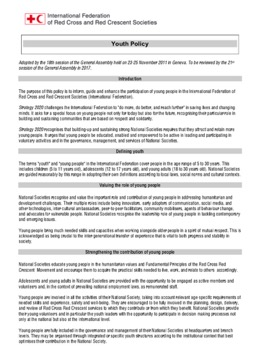 International Federation
of Red Cross and Red Crescent Societies
Youth Policy
Adopted by the 18th session of the General Assembly held on 23-25 November 2011 in Geneva. To be reviewed by the 21st
session of the General Assembly in 2017.
Introduction
The purpose of this policy is to inform, guide and enhance the participation of young people in the International Federation of
Red Cross and Red Crescent Societies (International Federation).
Strategy 2020 challenges the International Federation to "do more, do better, and reach further" in saving lives and changing
minds. It asks for a special focus on young people not only for today but also for the future, recognising their particular role in
building and sustaining communities that are based on respect and solidarity.
Strategy 2020 recognises that building-up and sustaining strong National Societies requires that they attract and retain more
young people. It argues that young people be educated, enabled and empowered to be active in leading and participating in
voluntary activities and in the governance, management, and services of National Societies.
Defining youth
The terms "youth" and "young people" in the International Federation cover people in the age range of 5 to 30 years. This
includes children (5 to 11 years old), adolescents (12 to 17 years old), and young adults (18 to 30 years old). National Societies
are guided reasonably by this range in adopting their own definitions according to local laws, social norms and cultural contexts.
Valuing the role of young people
National Societies recognise and value the important role and contribution of young people in addressing humanitarian and
development challenges. Their multiple roles include being innovators, early adopters of communication, social media, and
other technologies, inter-cultural ambassadors, peer-to-peer facilitators, community mobilisers, agents of behaviour change,
and advocates for vulnerable people. National Societies recognise the leadership role of young people in building contemporary
and emerging issues.
Young people bring much needed skills and capacities when working alongside other people in a spirit of mutual respect. This is
acknowledged as being crucial to the inter-generational transfer of experience that is vital to both progress and stability in
society.
Strengthening the contribution of young people
National Societies educate young people in the humanitarian values and Fundamental Principles of the Red Cross Red
Crescent Movement and encourage them to acquire the practical skills needed to live, work, and relate to others accordingly.
Adolescents and young adults in National Societies are provided with the opportunity to be engaged as active members and
volunteers and, in the context of prevailing national employment laws, as remunerated staff.
Young people are involved in all the activities of their National Society, taking into account relevant age specific requirements of
needed skills and experience, safety and well-being. They are encouraged to be fully involved in the planning, design, delivery,
and review of Red Cross Red Crescent services to which they contribute or from which they benefit. National Societies provide
their young volunteers and in particular the youth leaders with the opportunity to participate in decision making processes not
only at the national but also at the international level.
Young people are fully included in the governance and management of their National Societies at headquarters and branch
levels. They may be organised through integrated or specific youth structures according to the institutional context that best
optimises their contribution in the National Society.